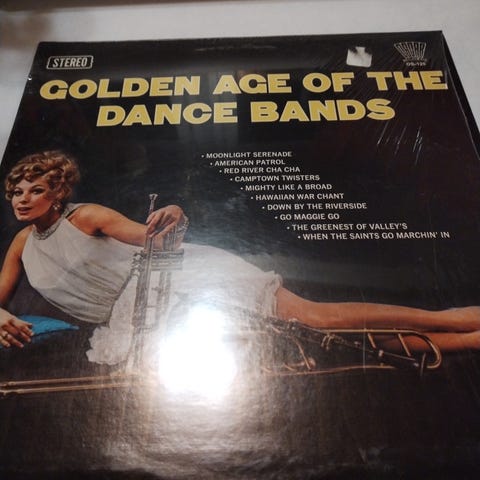 STEREO
OS-125
GOLDEN AGE OF THE
DANCE BANDS
• MOONLIGHT SERENADE
• AMERICAN PATROL
• RED RIVER CHA CHA
• CAMPTOWN TWISTERS
• MIGHTY LIKE A BROAD
• HAWAIIAN WAR CHANT
• DOWN BY THE RIVERSIDE
• GO MAGGIE GO
• THE GREENEST OF VALLEY'S
• WHEN THE SAINTS GO MARCHIN' IN